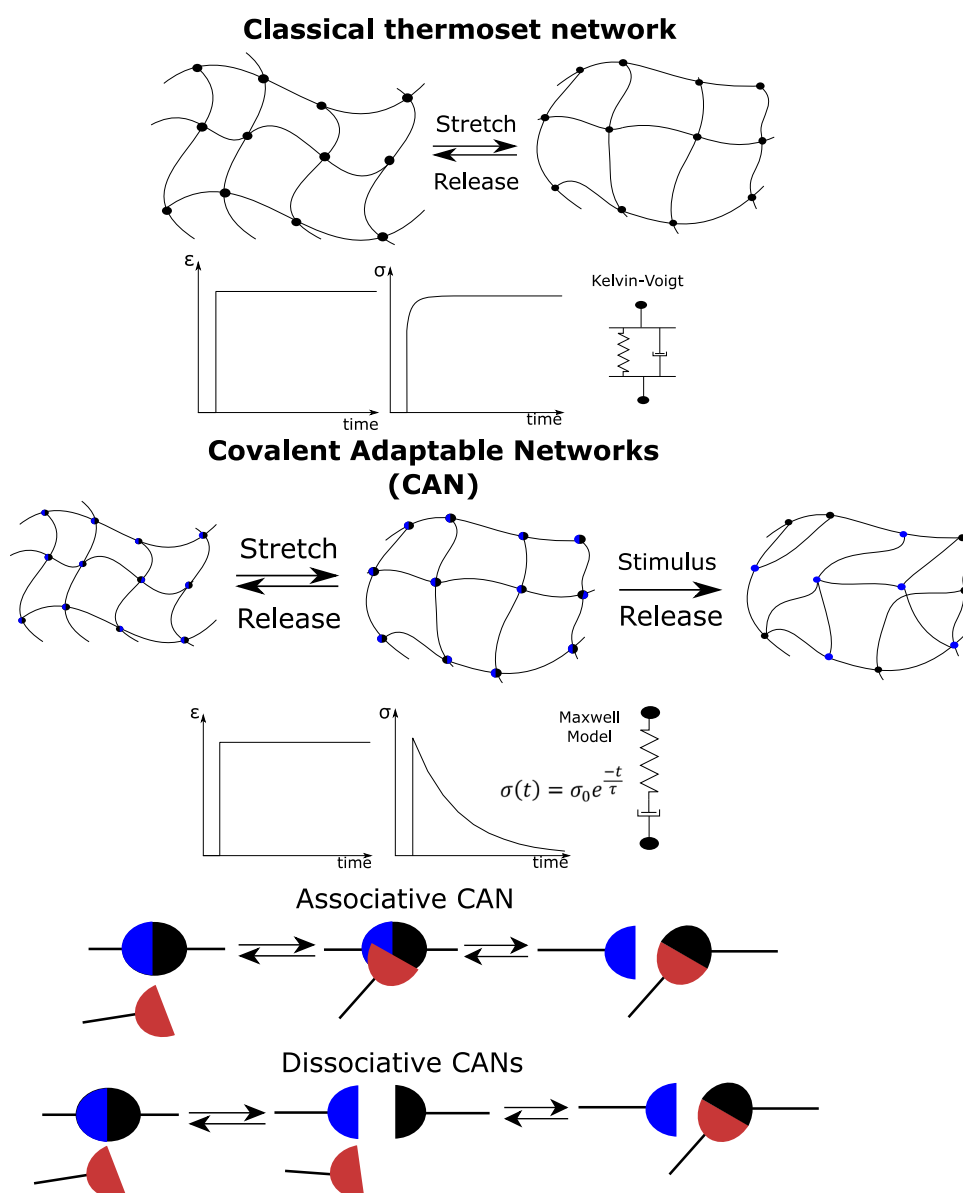 Classical thermoset network
Stretch
Release
ε
σ
Kelvin-Voigt
time
time
Covalent Adaptable Networks
(CAN)
Stretch
Release
Stimulus
Release
ε
σ
Maxwell
Model
σ(t) = σ₀e^(-t/τ)
time
time
Associative CAN
Dissociative CANs